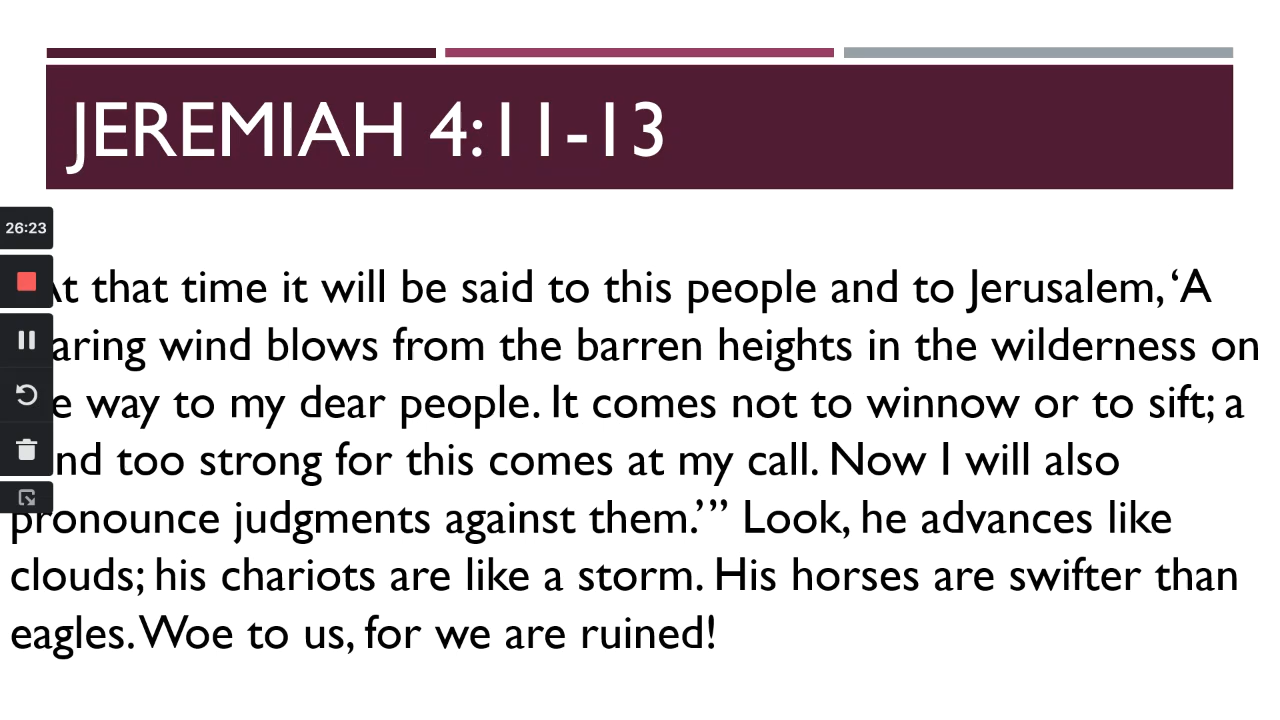 JEREMIAH 4:11-13
26:23
At that time it will be said to this people and to Jerusalem, ‘A
wind blows from the barren heights in the wilderness on
way to my dear people. It comes not to winnow or to sift; a
too strong for this comes at my call. Now I will also
pronounce judgments against them.’” Look, he advances like
clouds; his chariots are like a storm. His horses are swifter than
eagles. Woe to us, for we are ruined!